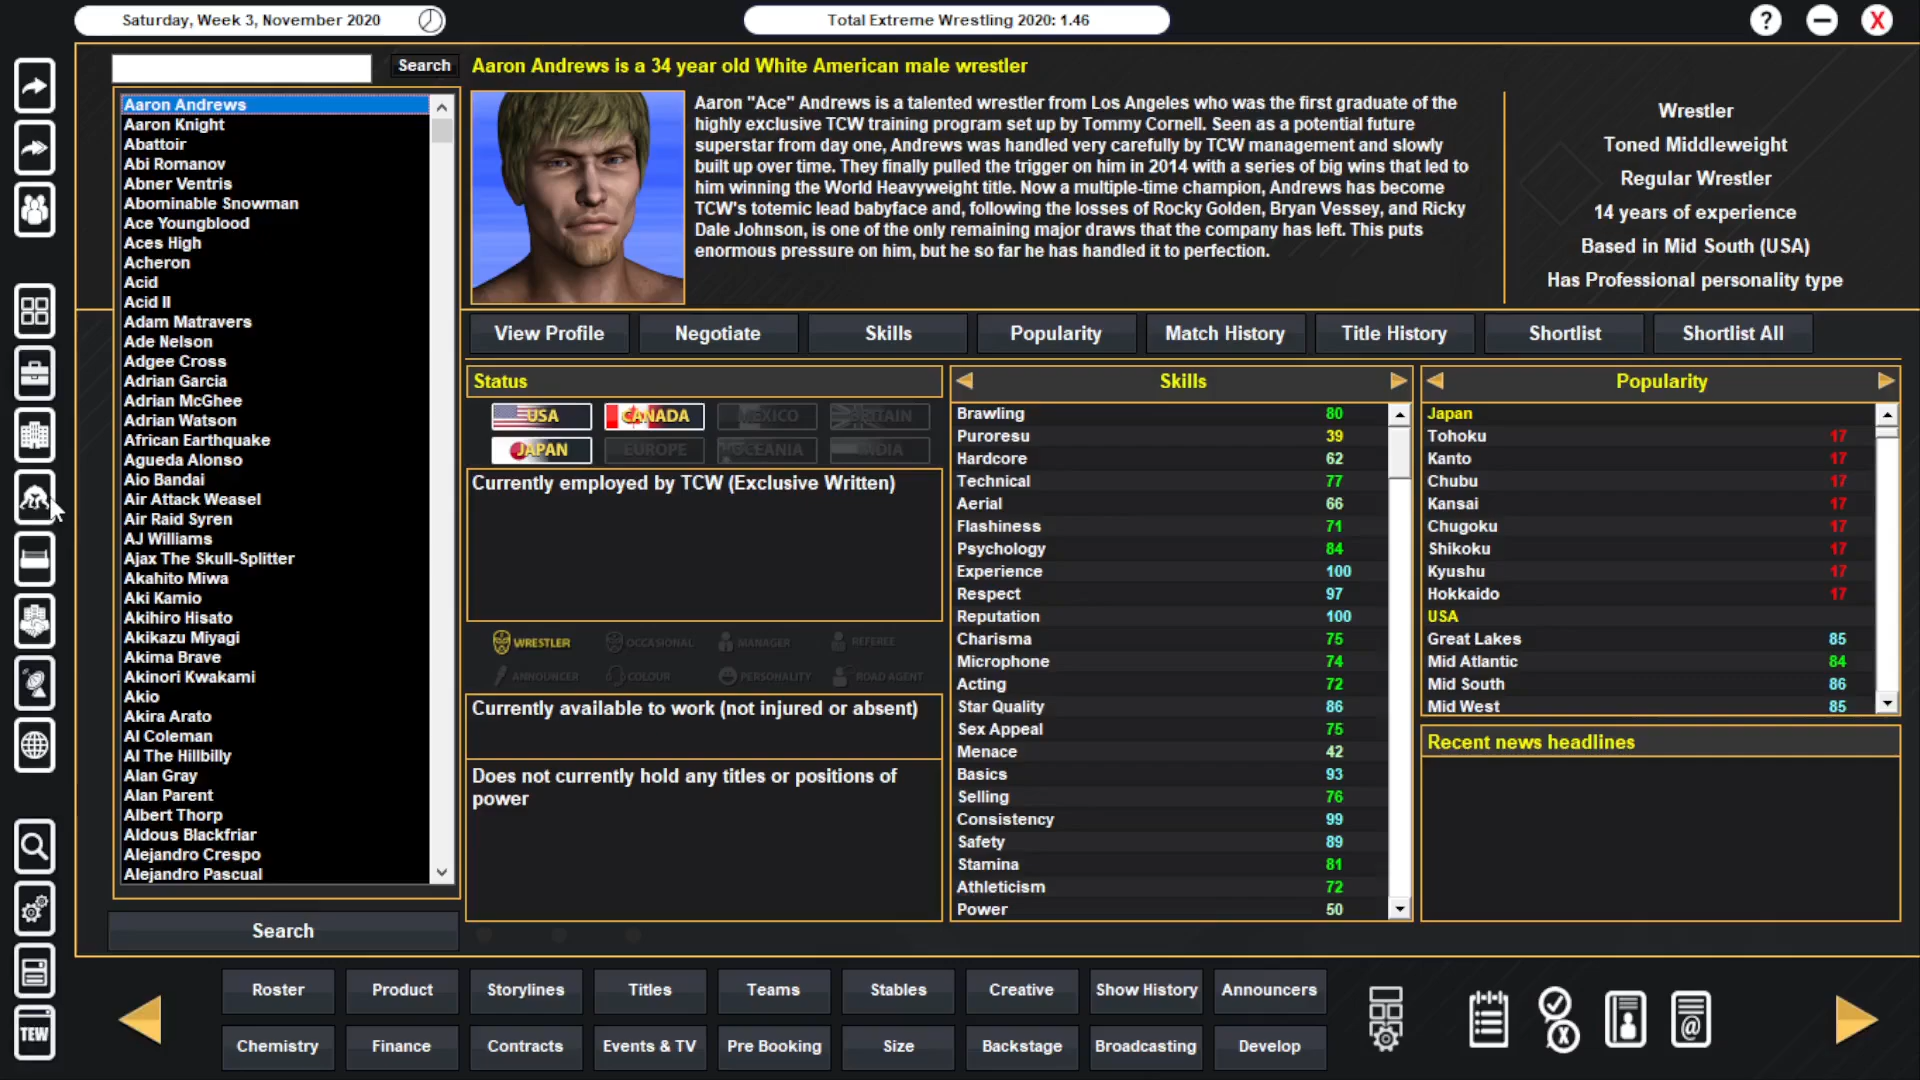 Saturday, Week 3, November 2020
Total Extreme Wrestling 2020: 1.46
?
X
Search
Aaron Andrews is a 34 year old White American male wrestler
Aaron Andrews
Aaron Knight
Abattoir
Abi Romanov
Abner Ventris
Abominable Snowman
Ace Youngblood
Aces High
Acheron
Acid
Acid II
Adam Matravers
Ade Nelson
Adgee Cross
Adrian Garcia
Adrian McGhee
Adrian Watson
African Earthquake
Agueda Alonso
Aio Bandai
Air Attack Weasel
Air Raid Syren
AJ Williams
Ajax The Skull-Splitter
Akahito Miwa
Aki Kamio
Akihiro Hisato
Akikazu Miyagi
Akima Brave
Akinori Kwakami
Akio
Akira Arato
Al Coleman
Al The Hillbilly
Alan Gray
Alan Parent
Albert Thorp
Aldous Blackfriar
Alejandro Crespo
Alejandro Pascual
Search
Aaron "Ace" Andrews is a talented wrestler from Los Angeles who was the first graduate of the
highly exclusive TCW training program set up by Tommy Cornell. Seen as a potential future
superstar from day one, Andrews was handled very carefully by TCW management and slowly
built up over time. They finally pulled the trigger on him in 2014 with a series of big wins that led to
him winning the World Heavyweight title. Now a multiple-time champion, Andrews has become
TCW's totemic lead babyface and, following the losses of Rocky Golden, Bryan Vessey, and Ricky
Dale Johnson, is one of the only remaining major draws that the company has left. This puts
enormous pressure on him, but he so far he has handled it to perfection.
Wrestler
Toned Middleweight
Regular Wrestler
14 years of experience
Based in Mid South (USA)
Has Professional personality type
View Profile
Negotiate
Skills
Popularity
Match History
Title History
Shortlist
Shortlist All
Status
USA
CANADA
MEXICO
BRITAIN
JAPAN
EUROPE
OCEANIA
INDIA
Currently employed by TCW (Exclusive Written)
WRESTLER
OCCASIONAL
MANAGER
REFEREE
ANNOUNCER
COLOUR
PERSONALITY
ROAD AGENT
Currently available to work (not injured or absent)
Does not currently hold any titles or positions of
power
Skills
Brawling 80
Puroresu 39
Hardcore 62
Technical 77
Aerial 66
Flashiness 71
Psychology 84
Experience 100
Respect 97
Reputation 100
Charisma 75
Microphone 74
Acting 72
Star Quality 86
Sex Appeal 75
Menace 42
Basics 93
Selling 76
Consistency 99
Safety 89
Stamina 81
Athleticism 72
Power 50
Popularity
Japan
Tohoku 17
Kanto 17
Chubu 17
Kansai 17
Chugoku 17
Shikoku 17
Kyushu 17
Hokkaido 17
USA
Great Lakes 85
Mid Atlantic 84
Mid South 86
Mid West 85
Recent news headlines
Roster
Product
Storylines
Titles
Teams
Stables
Creative
Show History
Announcers
Chemistry
Finance
Contracts
Events & TV
Pre Booking
Size
Backstage
Broadcasting
Develop
TEW